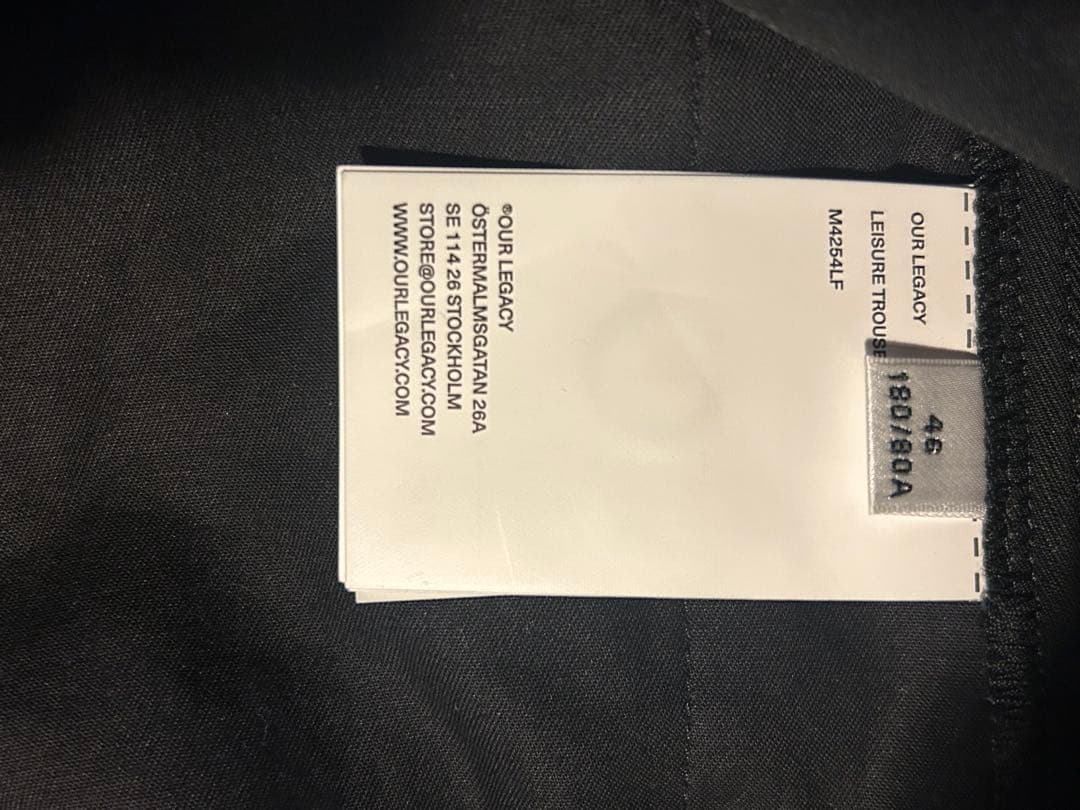 OUR LEGACY
LEISURE TROUSE
M4254LF
46
180/80A
®OUR LEGACY
ÖSTERMALMSGATAN 26A
SE 114 26 STOCKHOLM
STORE@OURLEGACY.COM
WWW.OURLEGACY.COM